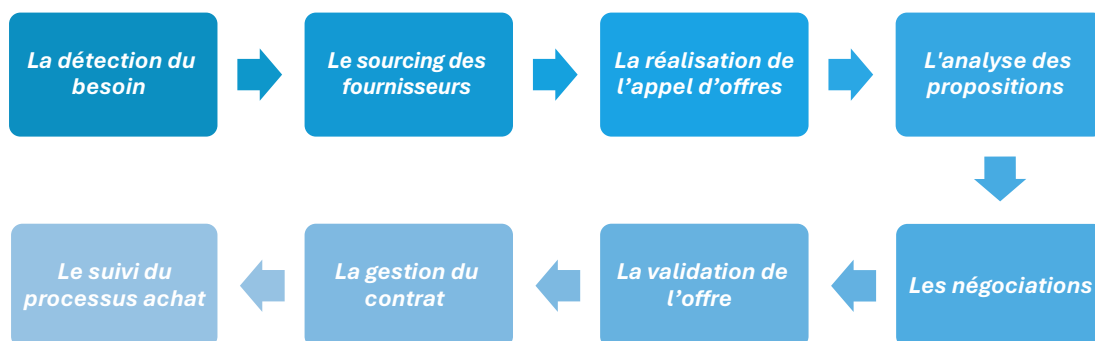 La détection du
besoin
Le sourcing des
fournisseurs
La réalisation de
l’appel d’offres
L'analyse des
propositions
Les négociations
La validation de
l’offre
La gestion du
contrat
Le suivi du
processus achat